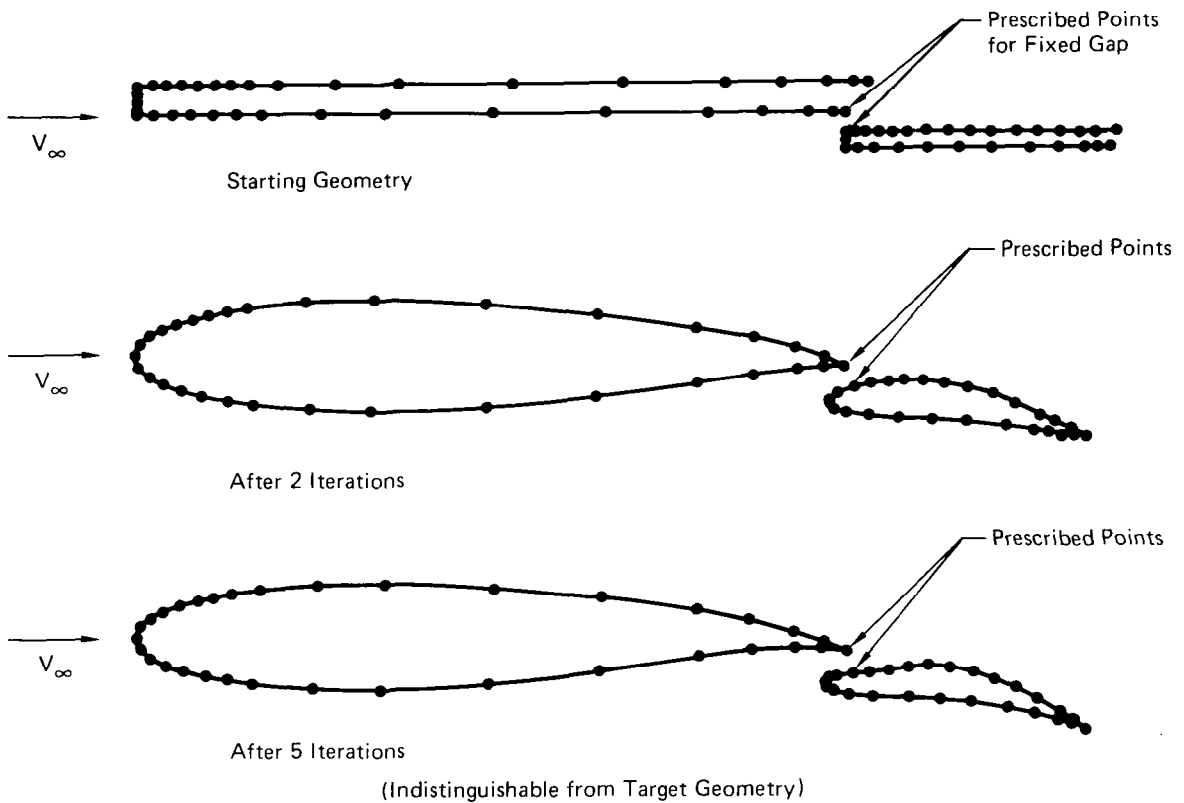 Prescribed Points
for Fixed Gap
V∞
Starting Geometry
Prescribed Points
V∞
After 2 Iterations
Prescribed Points
V∞
After 5 Iterations
(Indistinguishable from Target Geometry)